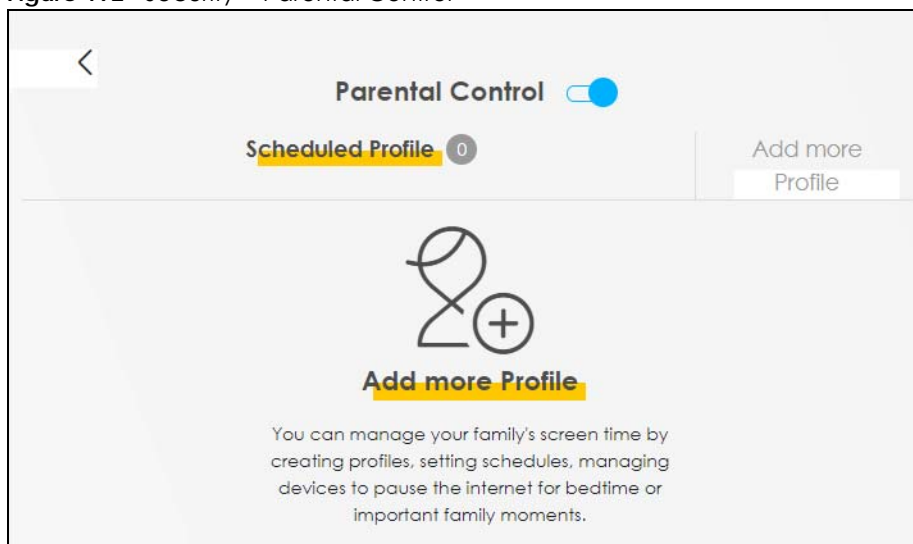 Parental Control
Scheduled Profile 0
Add more
Profile
Add more Profile
You can manage your family's screen time by
creating profiles, setting schedules, managing
devices to pause the internet for bedtime or
important family moments.